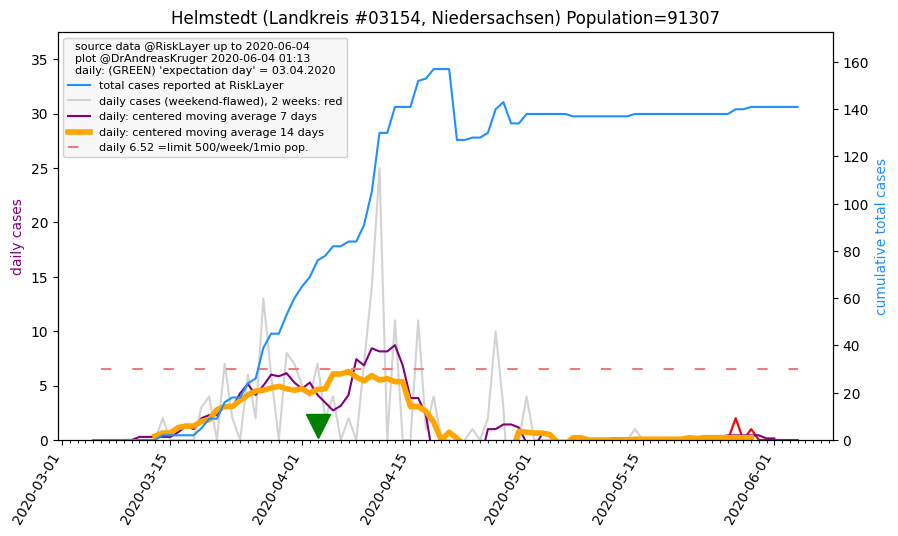 Helmstedt (Landkreis #03154, Niedersachsen) Population=91307
source data @RiskLayer up to 2020-06-04
plot @DrAndreasKruger 2020-06-04 01:13
daily: (GREEN) 'expectation day' = 03.04.2020
total cases reported at RiskLayer
daily cases (weekend-flawed), 2 weeks: red
daily: centered moving average 7 days
daily: centered moving average 14 days
daily 6.52 =limit 500/week/1mio pop.
daily cases
35
30
25
20
15
10
5
0
160
140
120
100
80
60
40
20
0
cumulative total cases
2020-03-01
2020-03-15
2020-04-01
2020-04-15
2020-05-01
2020-05-15
2020-06-01